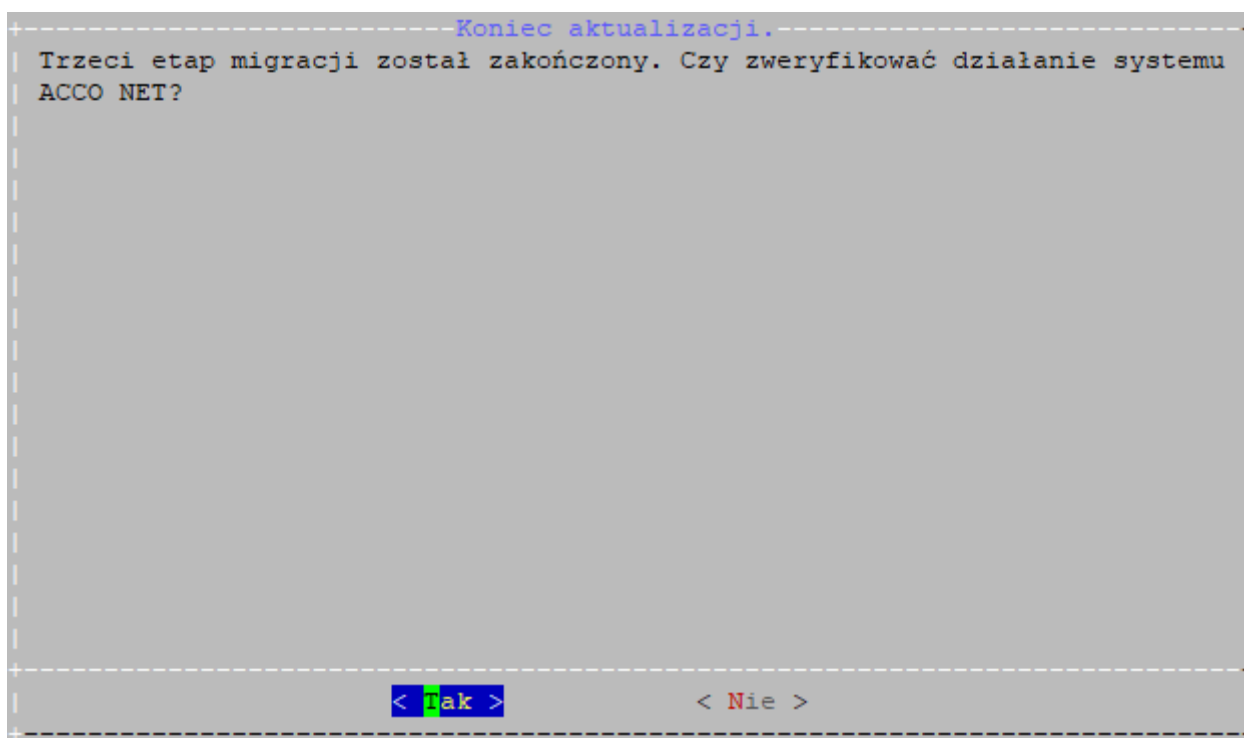 Koniec aktualizacji.
Trzeci etap migracji został zakończony. Czy zweryfikować działanie systemu
ACCO NET?
< Tak > < Nie >